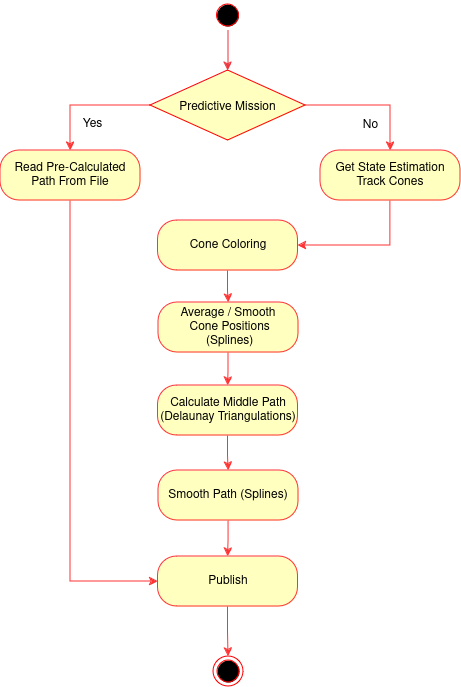 Predictive Mission
Yes
No
Read Pre-Calculated
Path From File
Get State Estimation
Track Cones
Cone Coloring
Average / Smooth
Cone Positions
(Splines)
Calculate Middle Path
(Delaunay Triangulations)
Smooth Path (Splines)
Publish